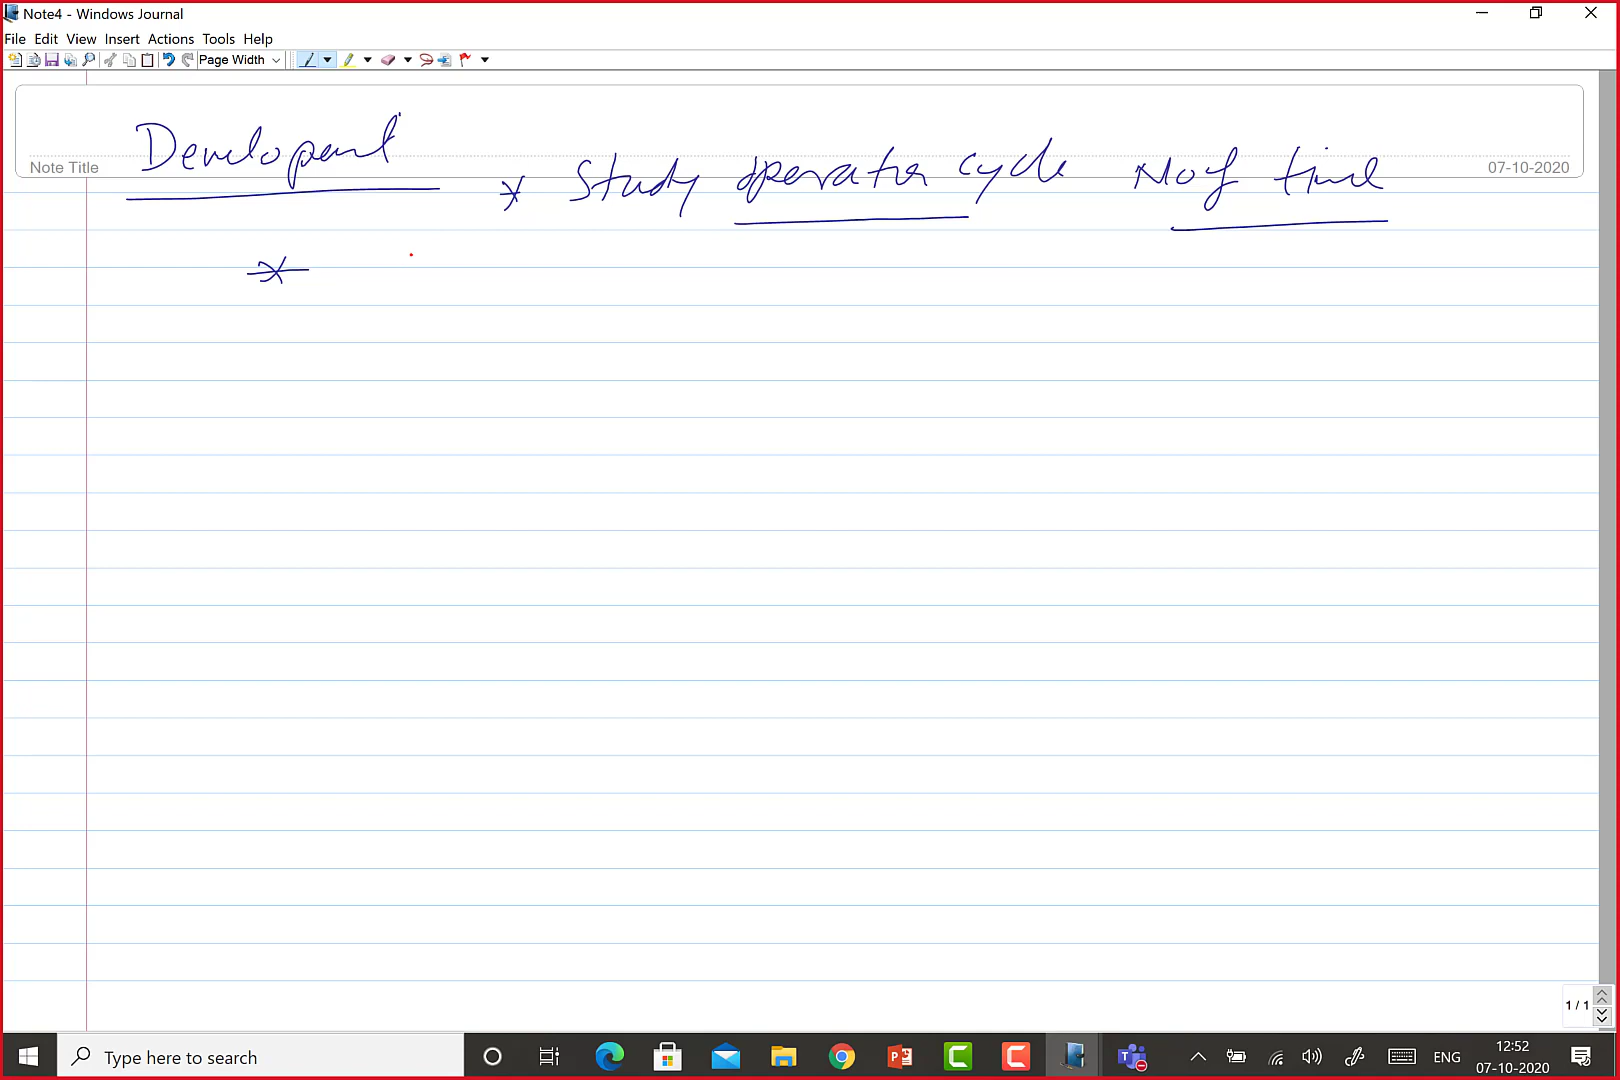 Note4 - Windows Journal
File Edit View Insert Actions Tools Help
Page Width
Development
* Study operator cycle No of time
Note Title
07-10-2020
*
1 / 1
Type here to search
ENG
12:52
07-10-2020